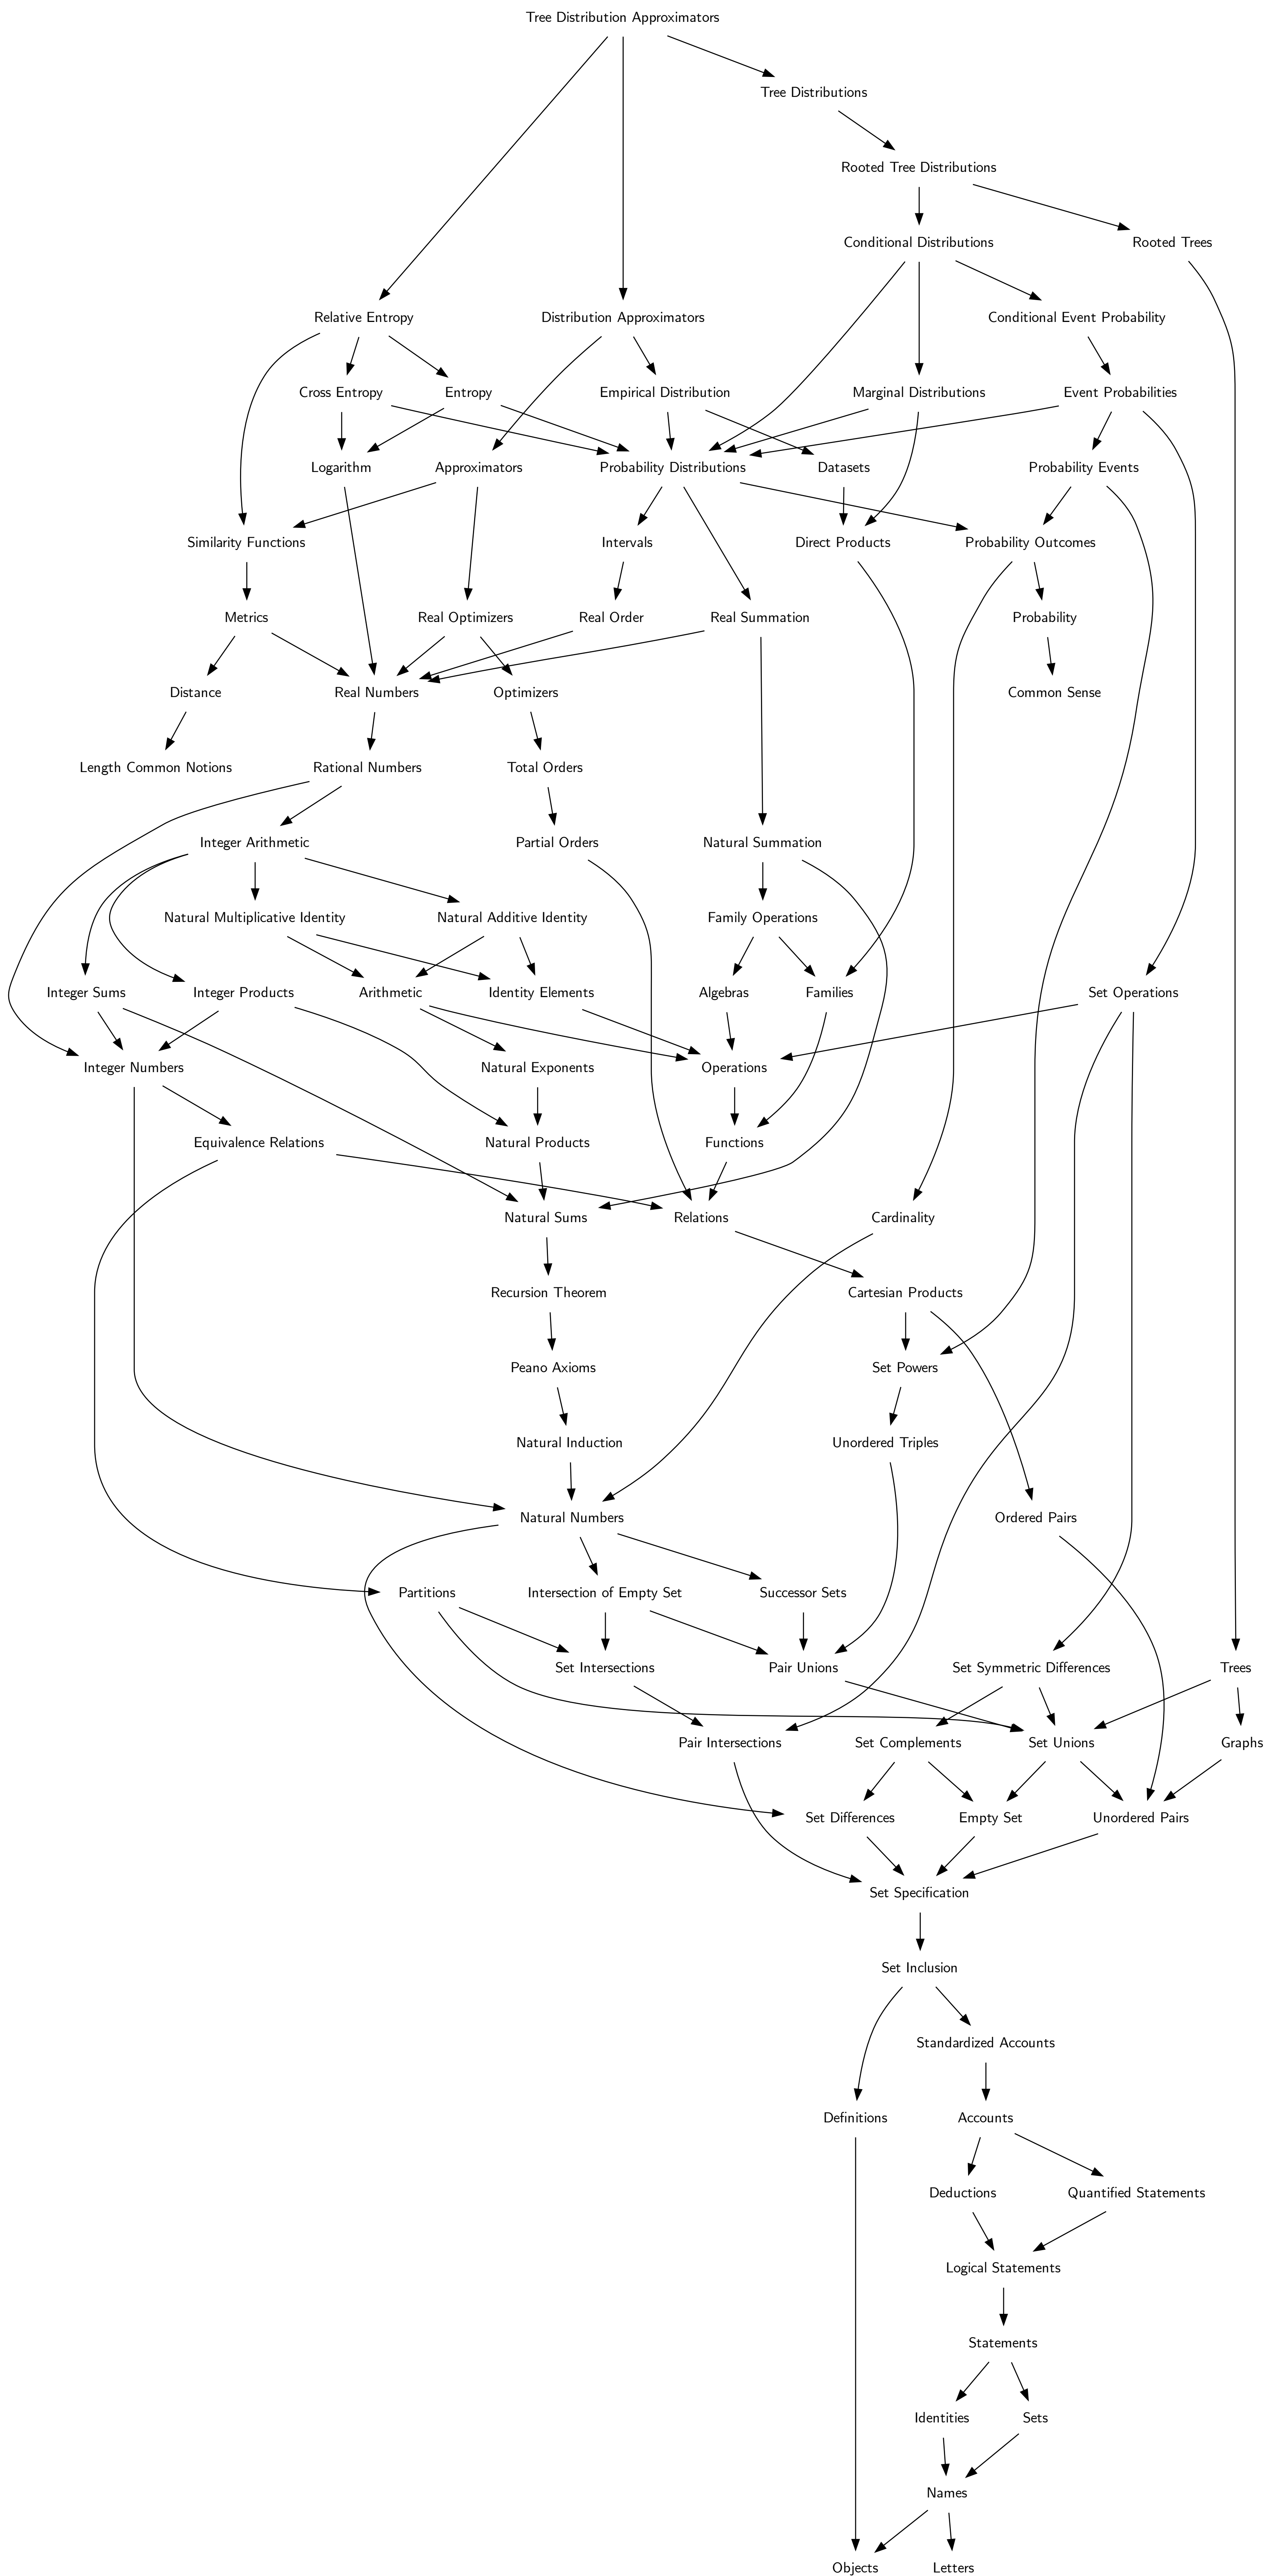 Tree Distribution Approximators
Tree Distributions
Rooted Tree Distributions
Conditional Distributions
Rooted Trees
Relative Entropy
Distribution Approximators
Conditional Event Probability
Cross Entropy
Entropy
Empirical Distribution
Marginal Distributions
Event Probabilities
Logarithm
Approximators
Probability Distributions
Datasets
Probability Events
Similarity Functions
Intervals
Direct Products
Probability Outcomes
Metrics
Real Optimizers
Real Order
Real Summation
Probability
Distance
Real Numbers
Optimizers
Common Sense
Length Common Notions
Rational Numbers
Total Orders
Integer Arithmetic
Partial Orders
Natural Summation
Natural Multiplicative Identity
Natural Additive Identity
Family Operations
Integer Sums
Integer Products
Arithmetic
Identity Elements
Algebras
Families
Set Operations
Integer Numbers
Natural Exponents
Operations
Equivalence Relations
Natural Products
Functions
Natural Sums
Relations
Cardinality
Recursion Theorem
Cartesian Products
Peano Axioms
Set Powers
Natural Induction
Unordered Triples
Natural Numbers
Ordered Pairs
Partitions
Intersection of Empty Set
Successor Sets
Set Intersections
Pair Unions
Set Symmetric Differences
Trees
Pair Intersections
Set Complements
Set Unions
Graphs
Set Differences
Empty Set
Unordered Pairs
Set Specification
Set Inclusion
Standardized Accounts
Definitions
Accounts
Deductions
Quantified Statements
Logical Statements
Statements
Identities
Sets
Names
Objects
Letters